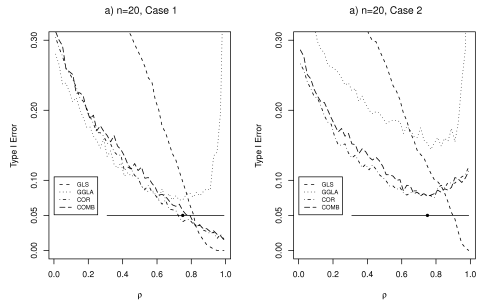 a) n=20, Case 1
Type I Error
0.00
0.05
0.10
0.20
0.30
GLS
GGLA
COR
COMB
0.0
0.2
0.4
0.6
0.8
1.0
ρ
a) n=20, Case 2
Type I Error
0.00
0.05
0.10
0.20
0.30
GLS
GGLA
COR
COMB
0.0
0.2
0.4
0.6
0.8
1.0
ρ